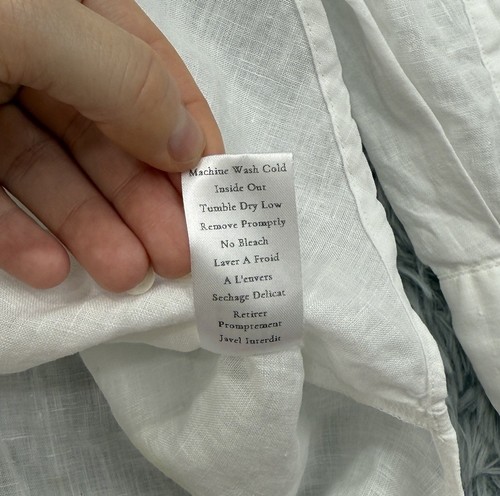 Machine Wash Cold
Inside Out
Tumble Dry Low
Remove Promptly
No Bleach
Laver A Froid
A L'envers
Sechage Delicat
Retirer
Promptement
Javel Interdit